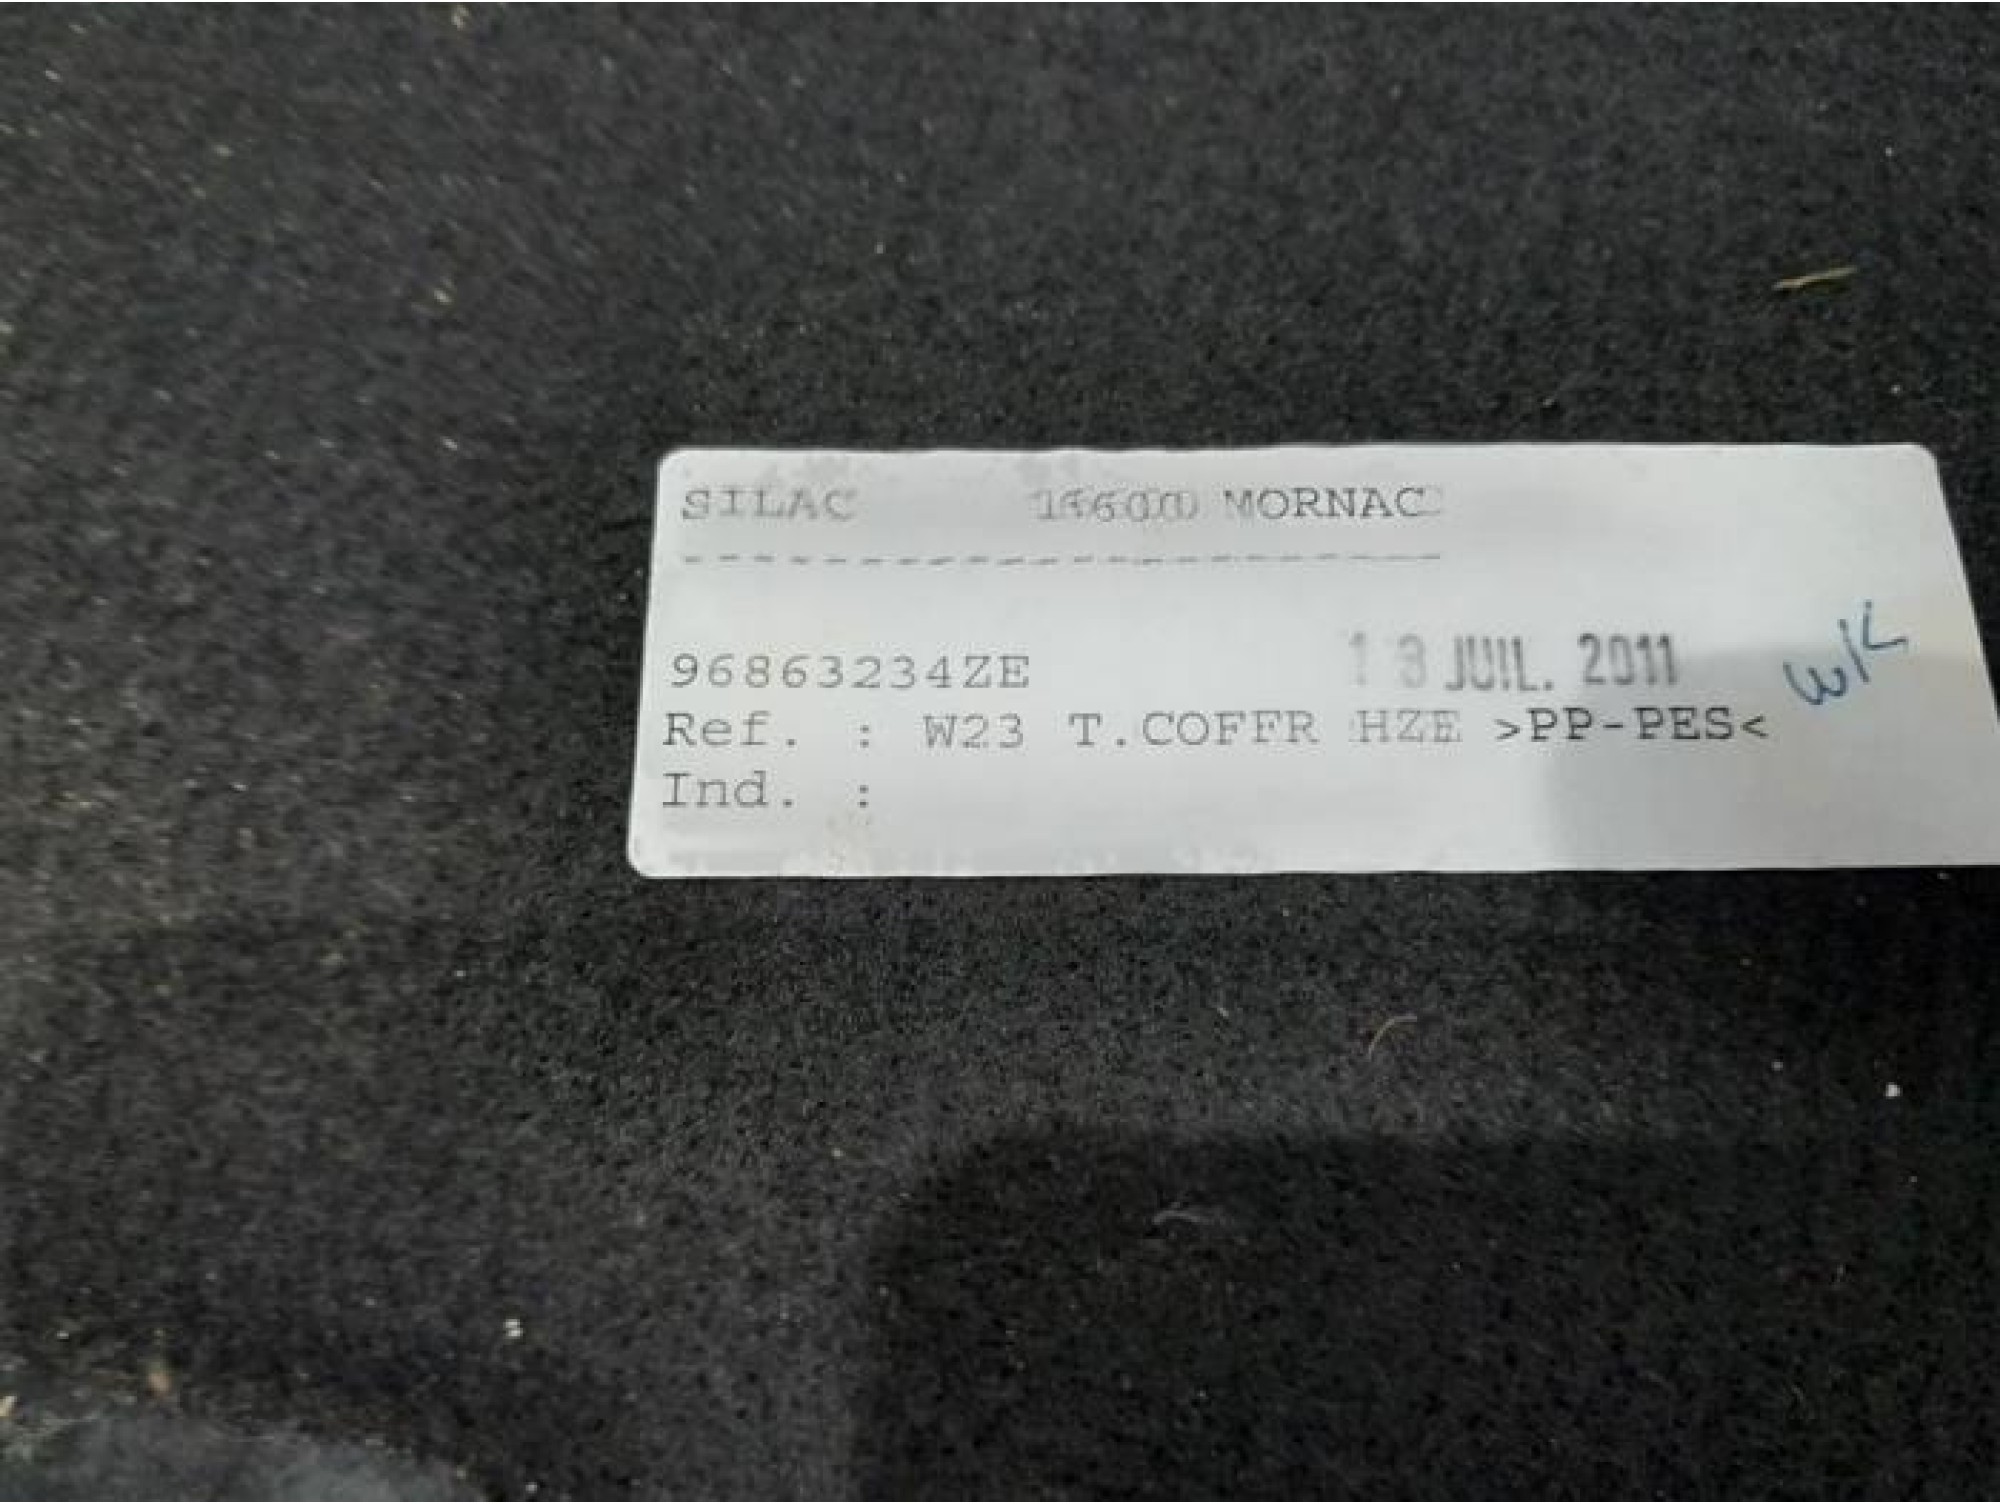 SILAC 16600 MORNAC
----------------------
96863234ZE 13 JUIL. 2011
Ref. : W23 T.COFFR HZE >PP-PES<
Ind. :